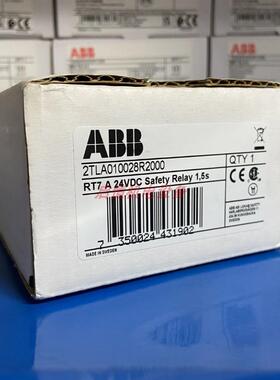 ABB
2TLA010028R2000
QTY 1
RT7 A 24VDC Safety Relay 1,5s
7 350024 431902
MADE IN SWEDEN